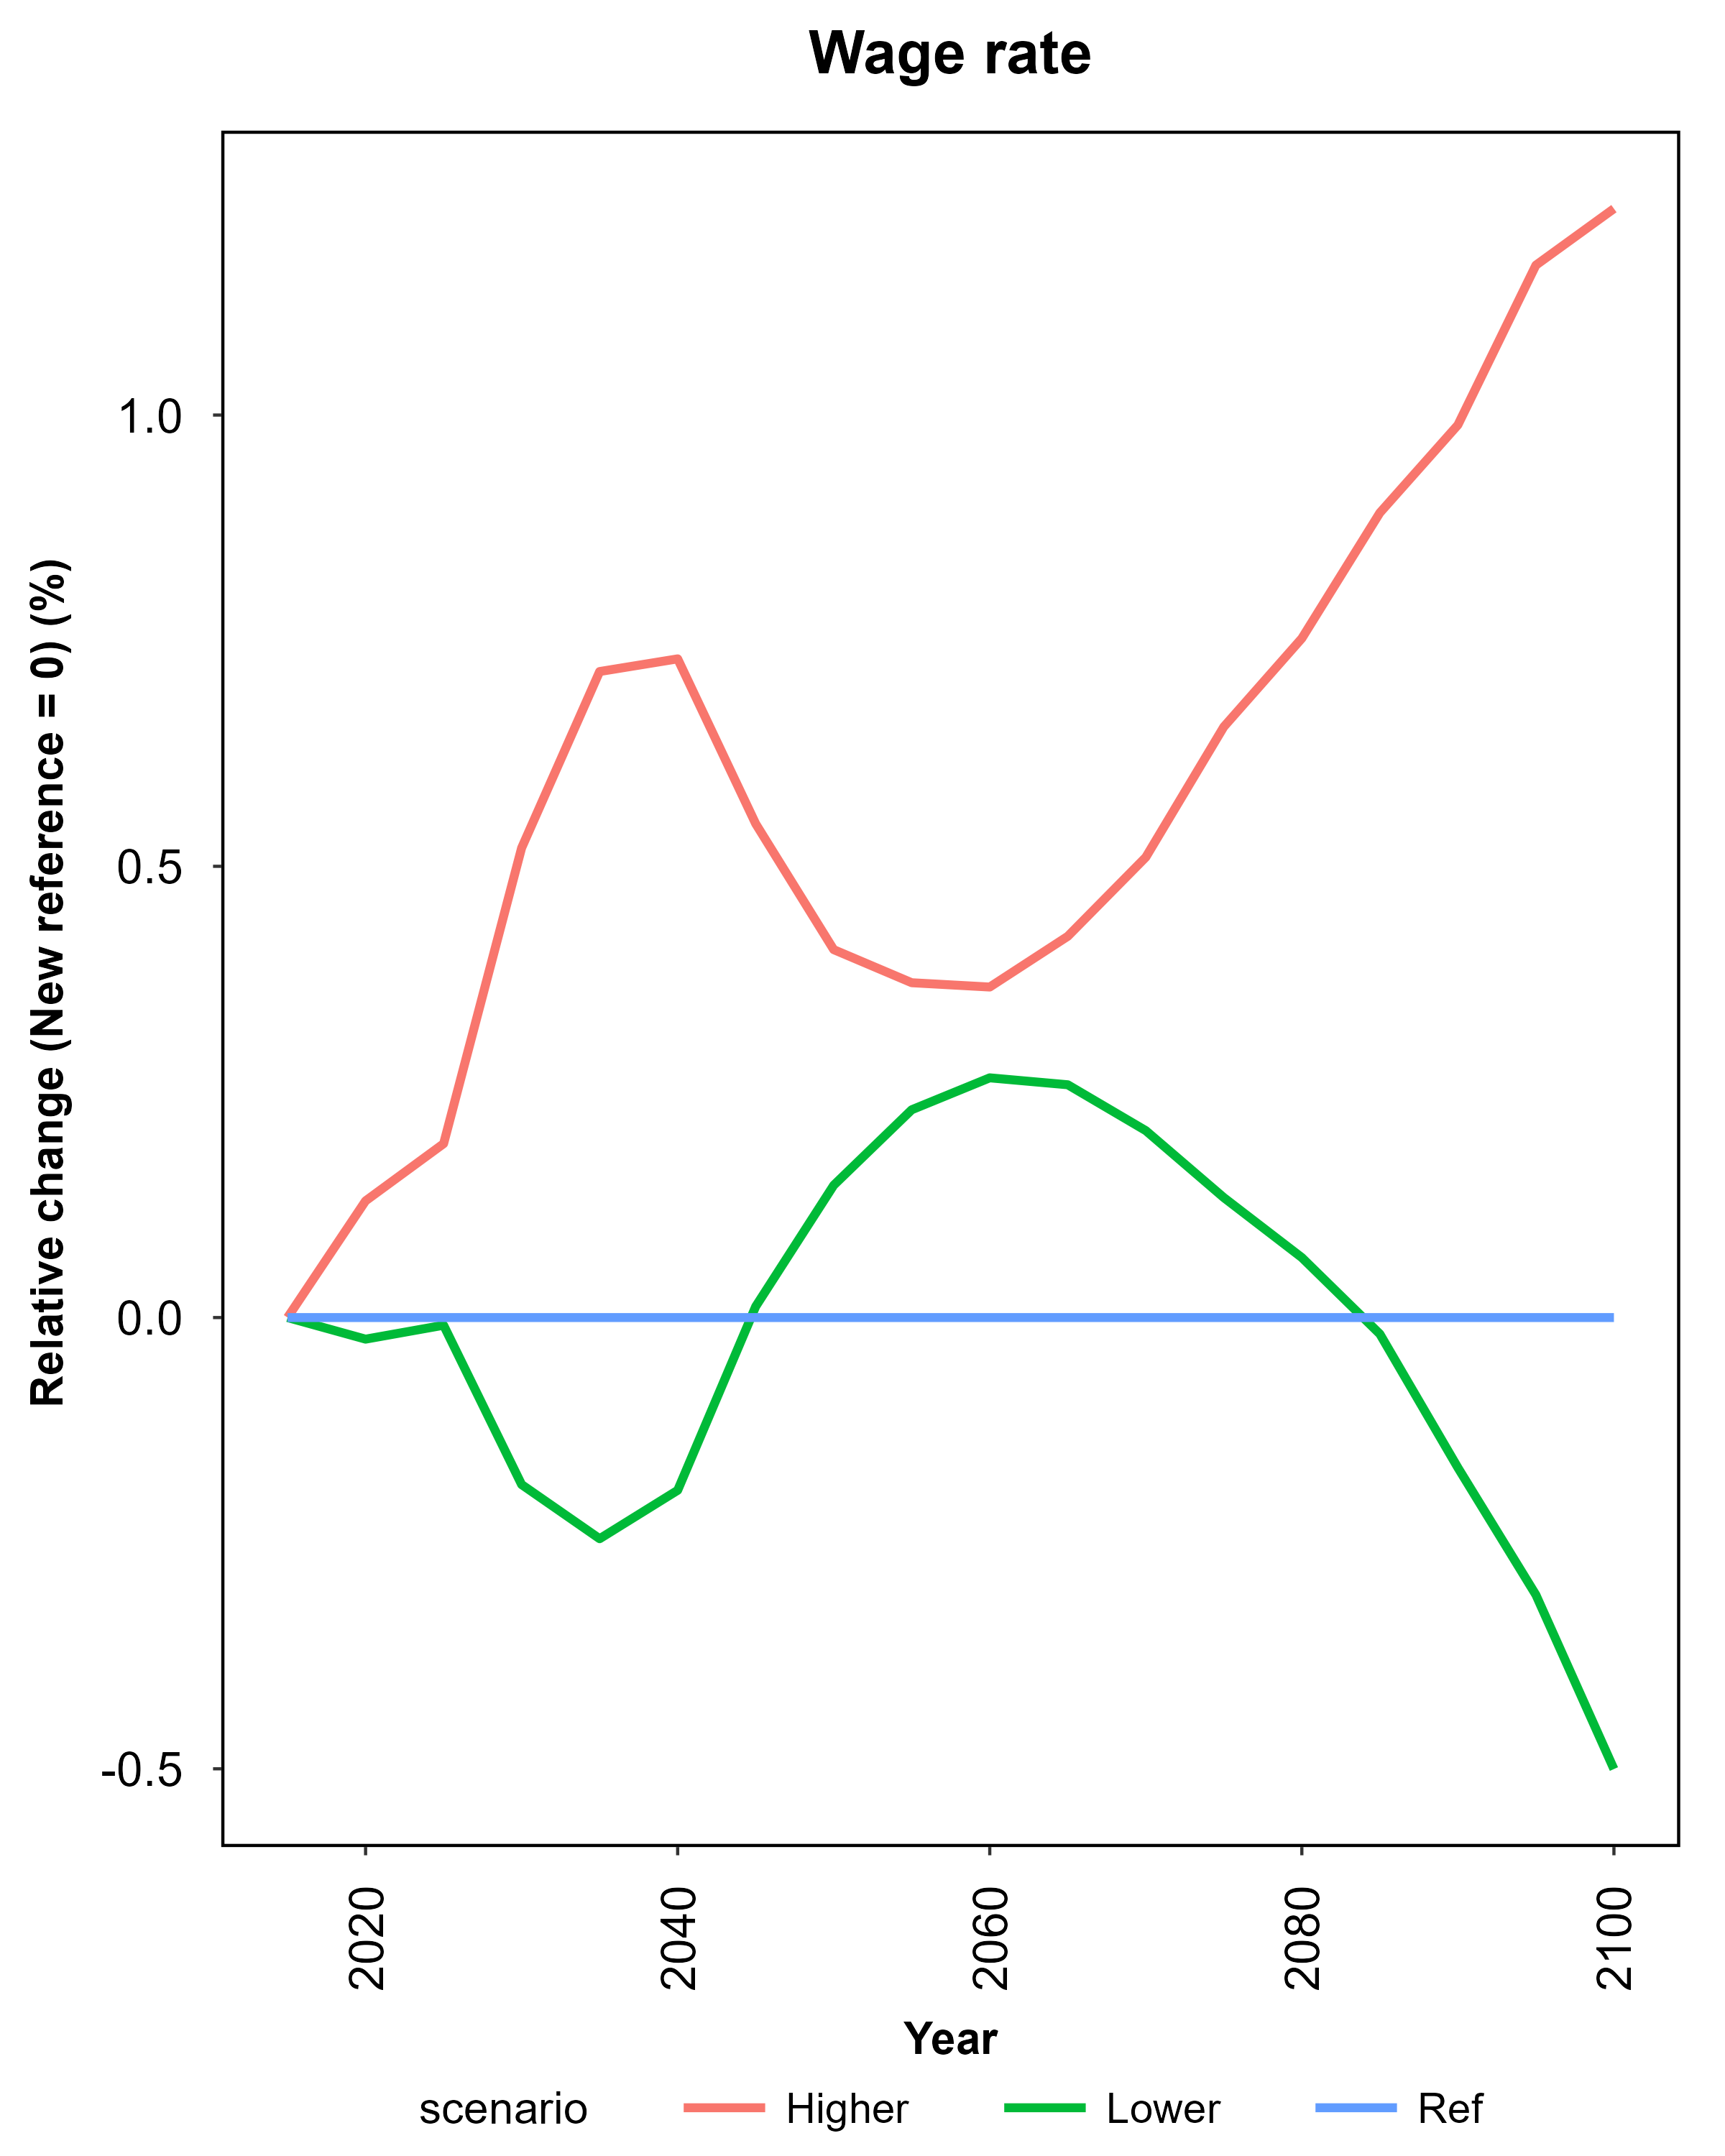 Wage rate
Relative change (New reference = 0) (%)
1.0
0.5
0.0
-0.5
2020
2040
2060
2080
2100
Year
scenario Higher Lower Ref